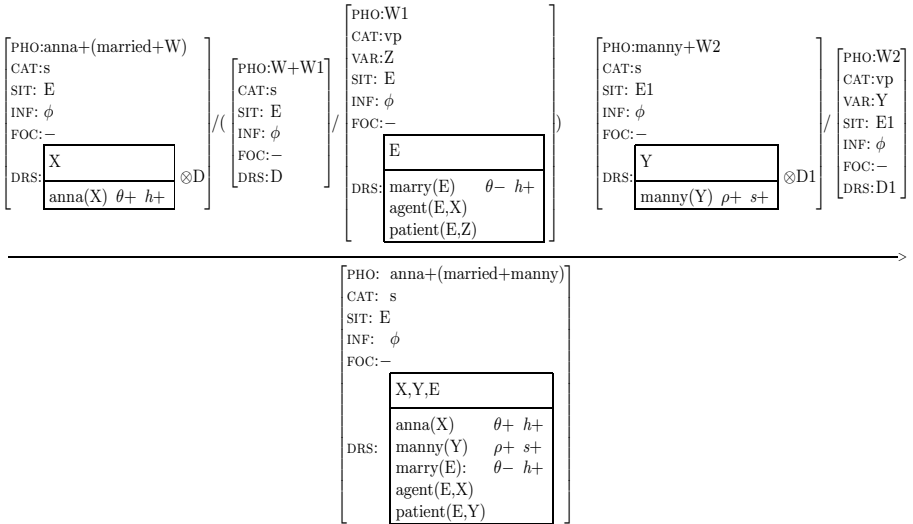 PHO:anna+(married+W)
CAT:s
SIT: E
INF: ϕ
FOC:−
DRS:
X
anna(X) θ+ h+
⊗D
/(
PHO:W+W1
CAT:s
SIT: E
INF: ϕ
FOC:−
DRS:D
/
PHO:W1
CAT:vp
VAR:Z
SIT: E
INF: ϕ
FOC:−
DRS:
E
marry(E) θ− h+
agent(E,X)
patient(E,Z)
)
PHO:manny+W2
CAT:s
SIT: E1
INF: ϕ
FOC:−
DRS:
Y
manny(Y) ρ+ s+
⊗D1
/
PHO:W2
CAT:vp
VAR:Y
SIT: E1
INF: ϕ
FOC:−
DRS:D1
>
PHO: anna+(married+manny)
CAT: s
SIT: E
INF: ϕ
FOC:−
DRS:
X,Y,E
anna(X) θ+ h+
manny(Y) ρ+ s+
marry(E): θ− h+
agent(E,X)
patient(E,Y)